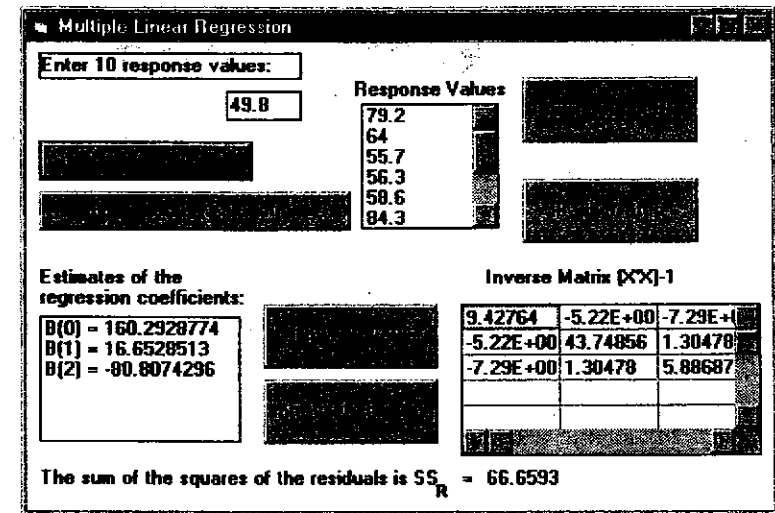 Multiple Linear Regression
Enter 10 response values:
49.8
Response Values
79.2
64
55.7
56.3
58.6
84.3
Estimates of the
regression coefficients:
B(0) = 160.2928774
B(1) = 16.6528513
B(2) = -80.8074296
Inverse Matrix (X'X)-1
9.42764 -5.22E+00 -7.29E+(
-5.22E+00 43.74856 1.30478
-7.29E+00 1.30478 5.88687
The sum of the squares of the residuals is SS_R = 66.6593